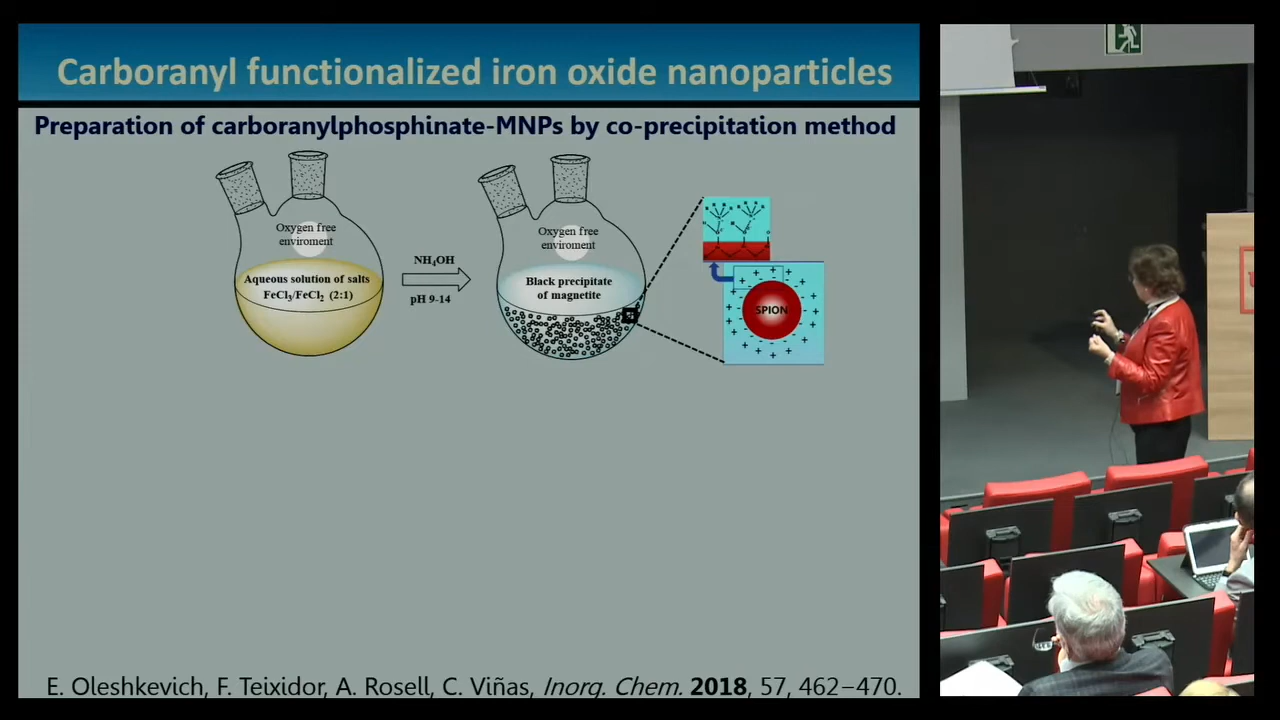 Carboranyl functionalized iron oxide nanoparticles
Preparation of carboranylphosphinate-MNPs by co-precipitation method
Oxygen free
enviroment
Aqueous solution of salts
FeCl₃/FeCl₂ (2:1)
NH₄OH
pH 9-14
Oxygen free
enviroment
Black precipitate
of magnetite
SPION
E. Oleshkevich, F. Teixidor, A. Rosell, C. Viñas, Inorg. Chem. 2018, 57, 462–470.